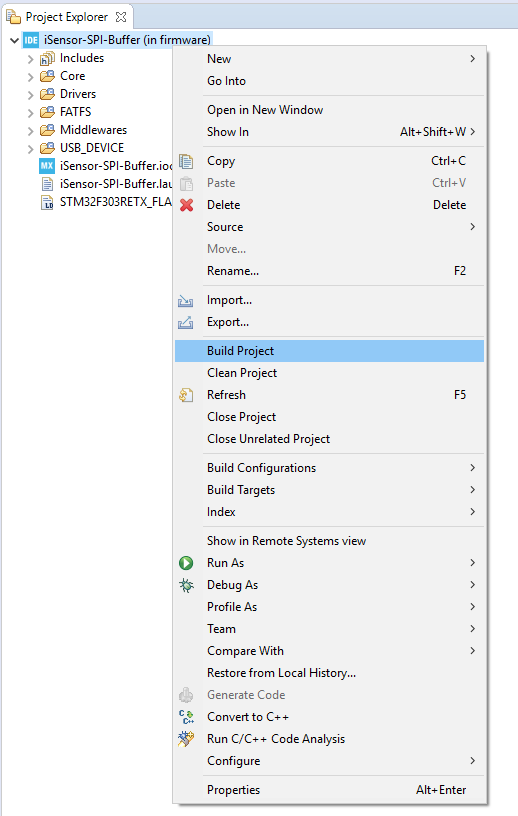 Project Explorer
IDE iSensor-SPI-Buffer (in firmware)
Includes
Core
Drivers
FATFS
Middlewares
USB_DEVICE
MX iSensor-SPI-Buffer.ioc
iSensor-SPI-Buffer.lau
STM32F303RETX_FLA
New
Go Into
Open in New Window
Show In Alt+Shift+W
Copy Ctrl+C
Paste Ctrl+V
Delete Delete
Source
Move...
Rename... F2
Import...
Export...
Build Project
Clean Project
Refresh F5
Close Project
Close Unrelated Project
Build Configurations
Build Targets
Index
Show in Remote Systems view
Run As
Debug As
Profile As
Team
Compare With
Restore from Local History...
Generate Code
Convert to C++
Run C/C++ Code Analysis
Configure
Properties Alt+Enter